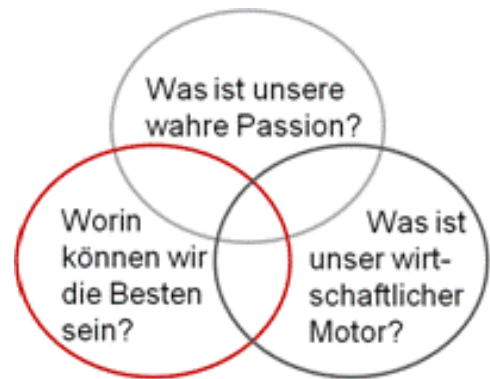 Was ist unsere
wahre Passion?
Worin
können wir
die Besten
sein?
Was ist
unser wirt-
schaftlicher
Motor?